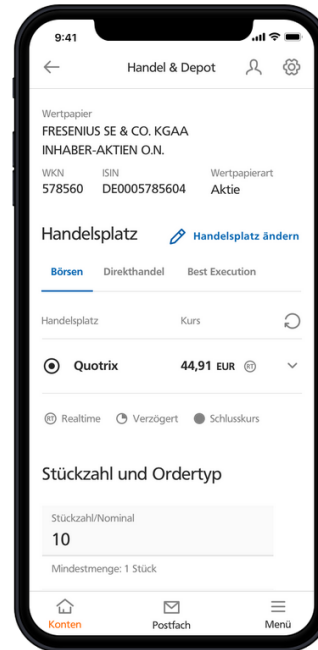 9:41
Handel & Depot
Wertpapier
FRESENIUS SE & CO. KGAA
INHABER-AKTIEN O.N.
WKN ISIN Wertpapierart
578560 DE0005785604 Aktie
Handelsplatz Handelsplatz ändern
Börsen Direkthandel Best Execution
Handelsplatz Kurs
Quotrix 44,91 EUR RT
RT Realtime Verzögert Schlusskurs
Stückzahl und Ordertyp
Stückzahl/Nominal
10
Mindestmenge: 1 Stück
Konten Postfach Menü